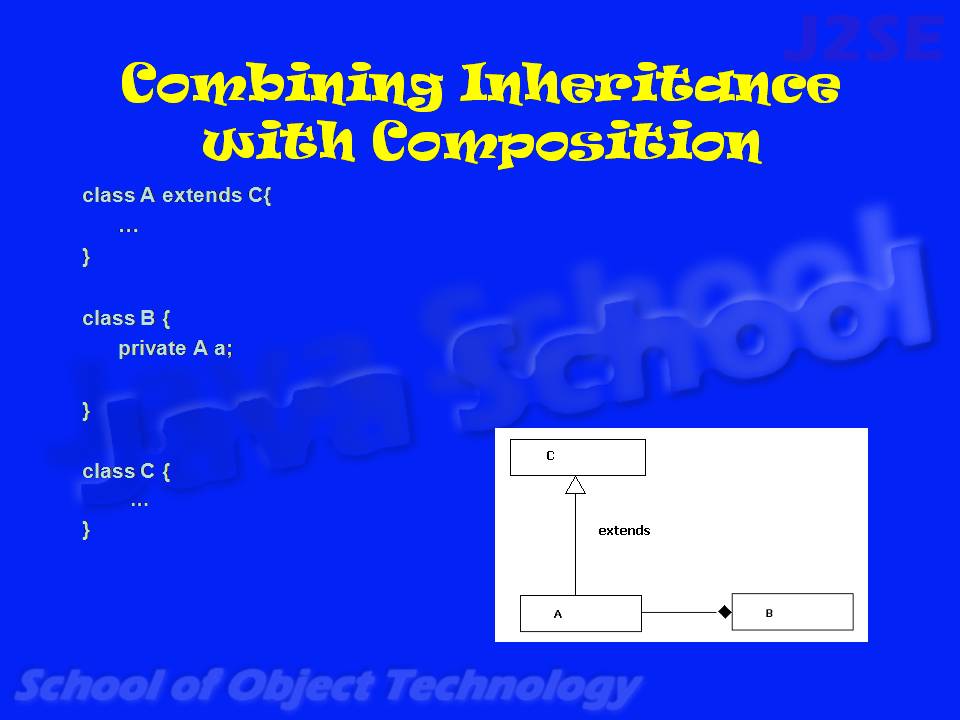 J2SE
Combining Inheritance
with Composition
class A extends C{
…
}
class B {
private A a;
}
class C {
…
}
Java School
C
extends
A
B
School of Object Technology